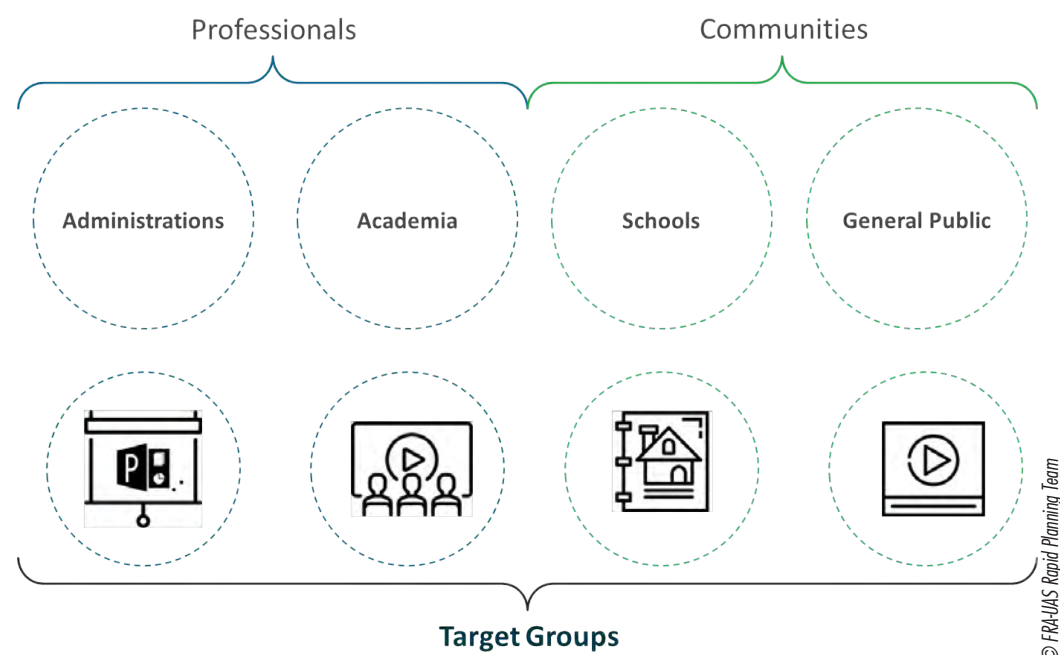 Professionals
Communities
Administrations
Academia
Schools
General Public
P
Target Groups
© FRA-UAS Rapid Planning Team